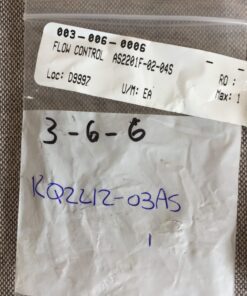 003-006-0006
FLOW CONTROL AS2201F-02-04S
Loc: D999Z
U/M: EA
RO :
Max: 1
3-6-6
KQ2L12-03AS
1